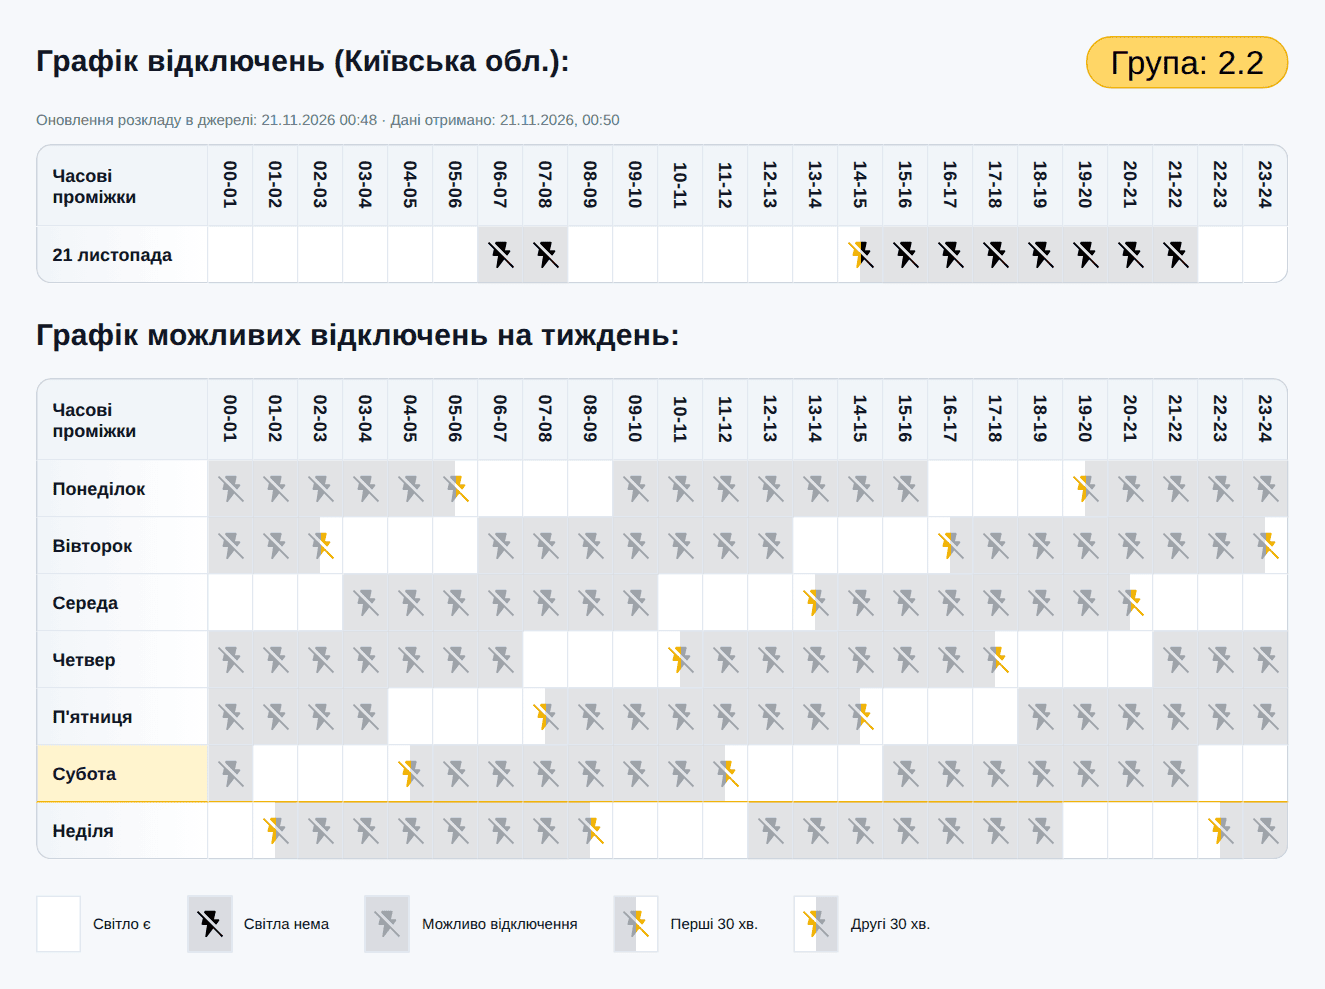 Графік відключень (Київська обл.):
Група: 2.2
Оновлення розкладу в джерелі: 21.11.2026 00:48 · Дані отримано: 21.11.2026, 00:50
Часові проміжки 00-01 01-02 02-03 03-04 04-05 05-06 06-07 07-08 08-09 09-10 10-11 11-12 12-13 13-14 14-15 15-16 16-17 17-18 18-19 19-20 20-21 21-22 22-23 23-24
21 листопада
Графік можливих відключень на тиждень:
Часові проміжки 00-01 01-02 02-03 03-04 04-05 05-06 06-07 07-08 08-09 09-10 10-11 11-12 12-13 13-14 14-15 15-16 16-17 17-18 18-19 19-20 20-21 21-22 22-23 23-24
Понеділок
Вівторок
Середа
Четвер
П'ятниця
Субота
Неділя
Світло є
Світла нема
Можливо відключення
Перші 30 хв.
Другі 30 хв.